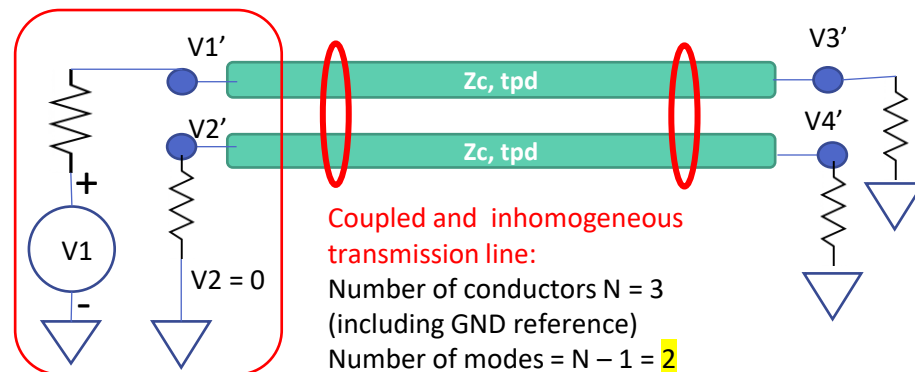 V1’
V3’
Zc, tpd
V2’
V4’
Zc, tpd
+
V1
-
V2 = 0
Coupled and inhomogeneous
transmission line:
Number of conductors N = 3
(including GND reference)
Number of modes = N – 1 = 2